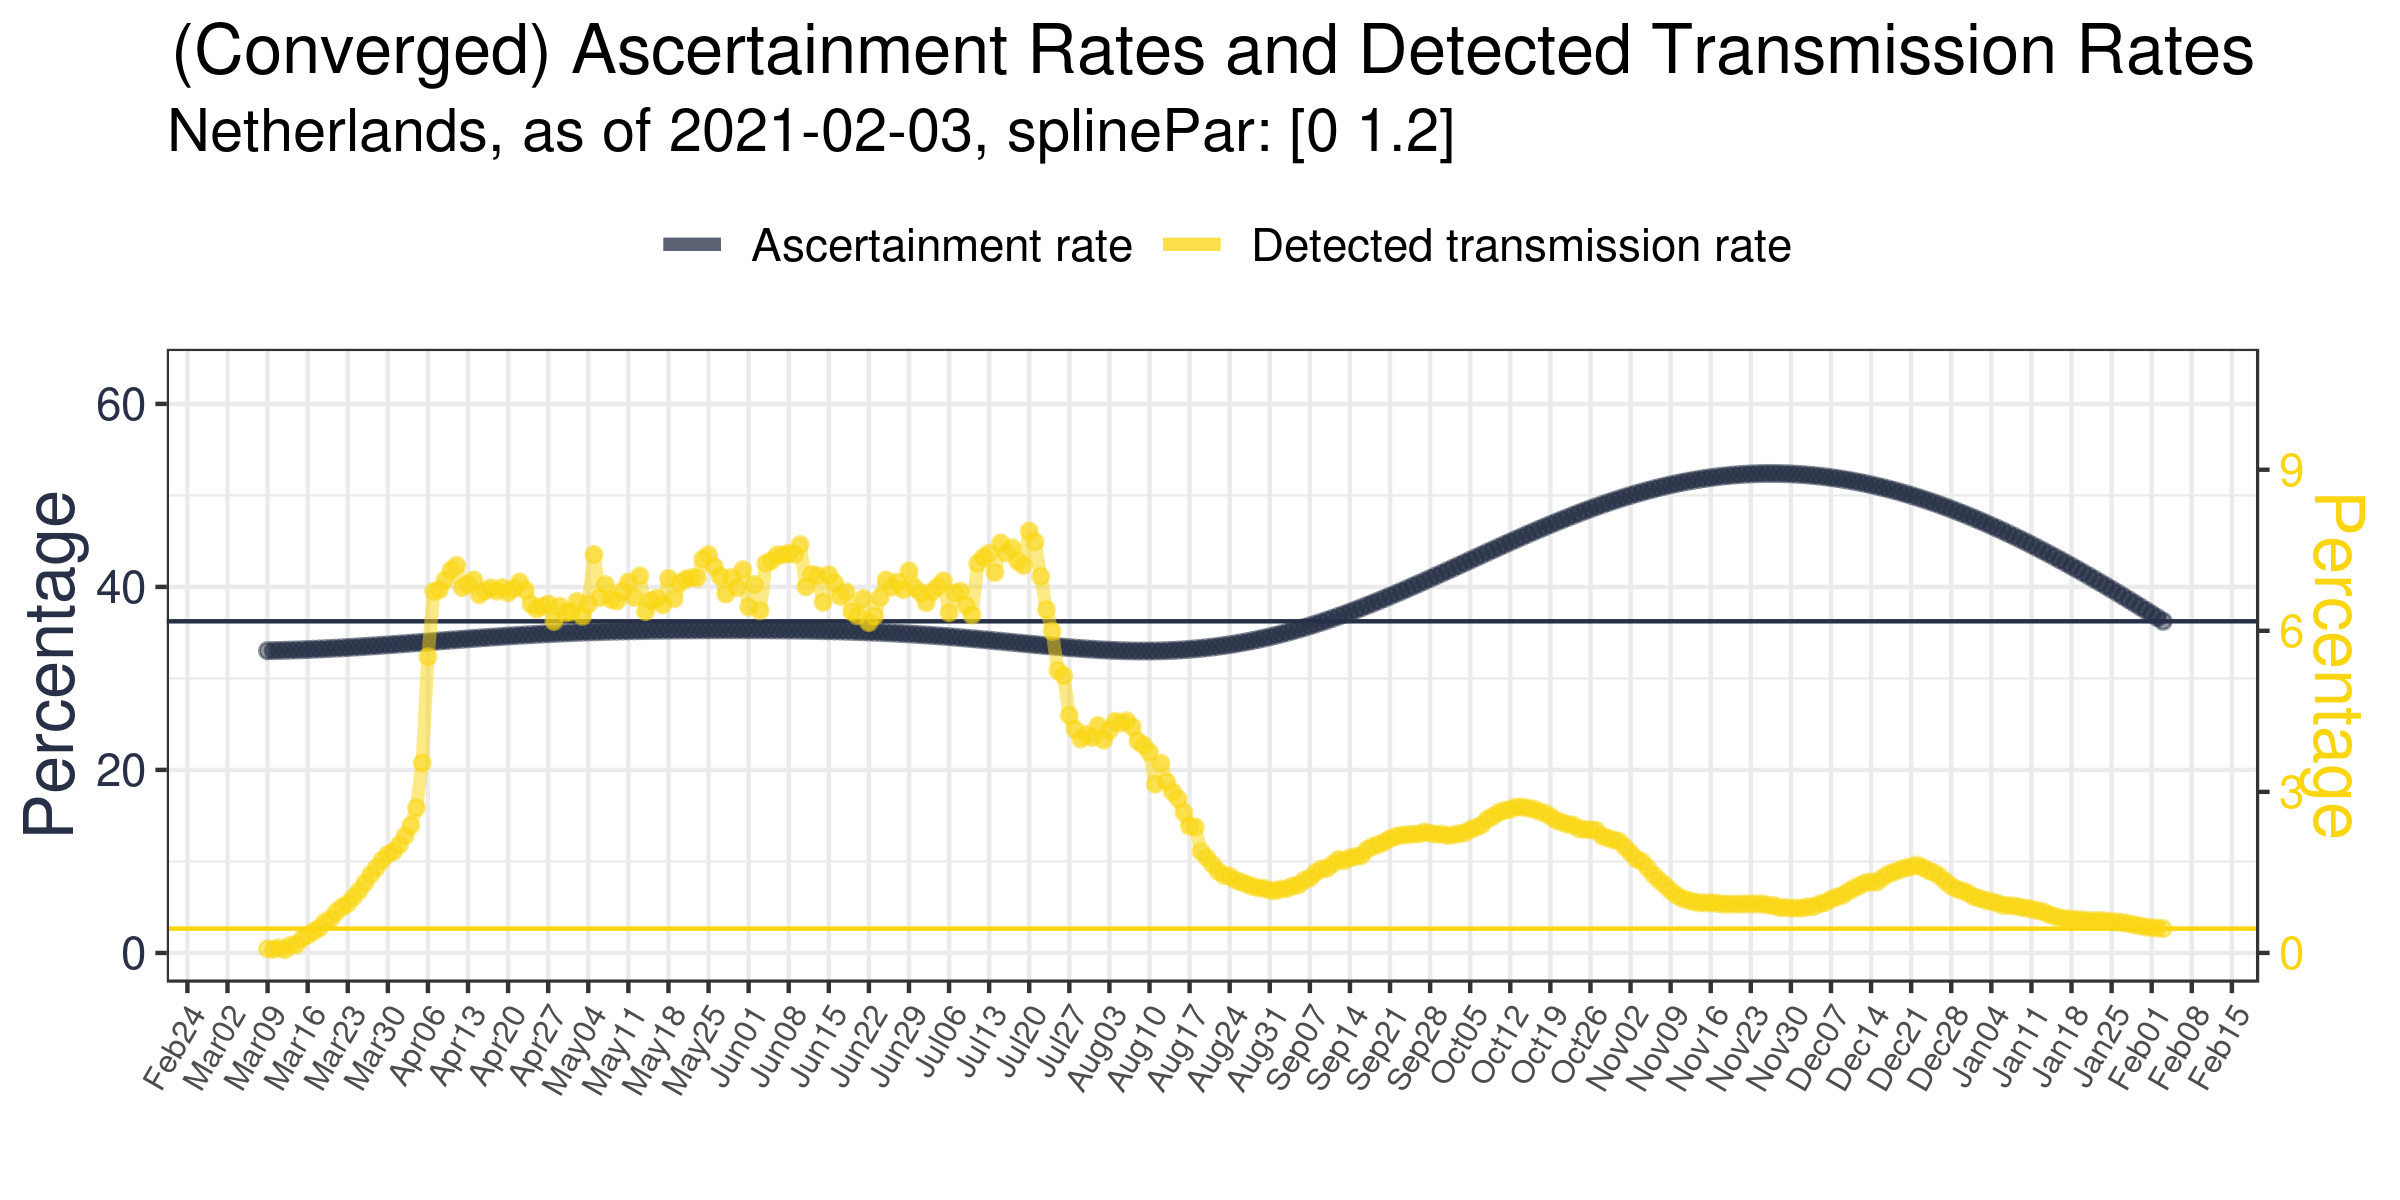 (Converged) Ascertainment Rates and Detected Transmission Rates
Netherlands, as of 2021-02-03, splinePar: [0 1.2]
Ascertainment rate Detected transmission rate
Percentage
60
40
20
0
9
6
3
0
Percentage
Feb24 Mar02 Mar09 Mar16 Mar23 Mar30 Apr06 Apr13 Apr20 Apr27 May04 May11 May18 May25 Jun01 Jun08 Jun15 Jun22 Jun29 Jul06 Jul13 Jul20 Jul27 Aug03 Aug10 Aug17 Aug24 Aug31 Sep07 Sep14 Sep21 Sep28 Oct05 Oct12 Oct19 Oct26 Nov02 Nov09 Nov16 Nov23 Nov30 Dec07 Dec14 Dec21 Dec28 Jan04 Jan11 Jan18 Jan25 Feb01 Feb08 Feb15